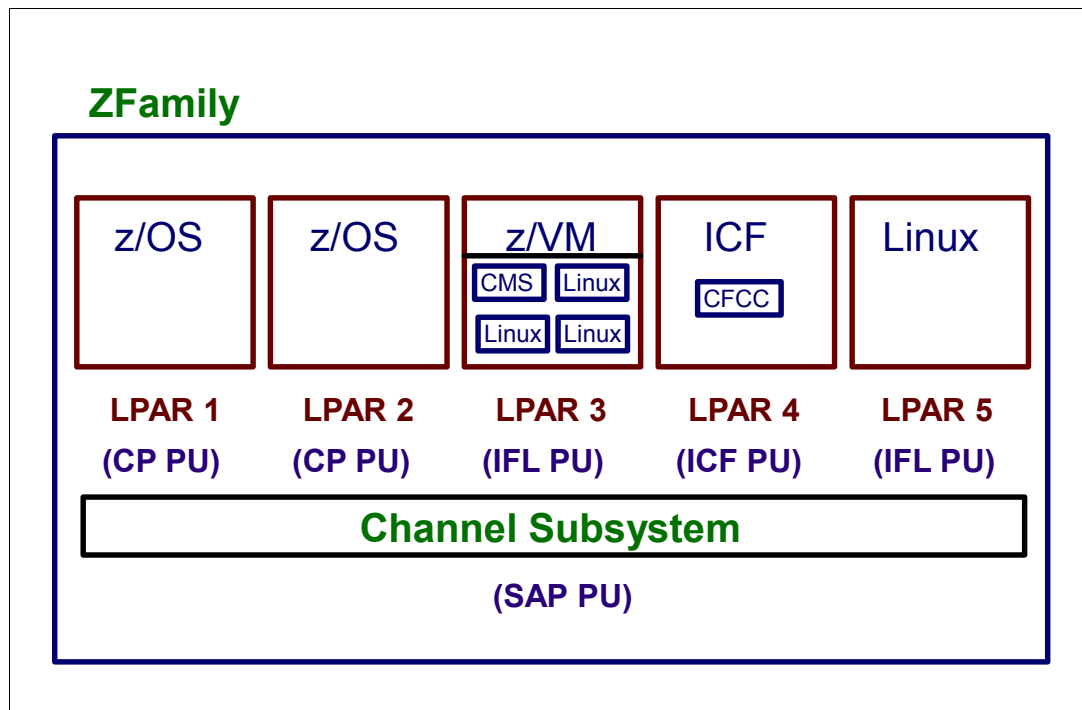 ZFamily
z/OS
z/OS
z/VM
ICF
Linux
CMS
Linux
CFCC
Linux
Linux
LPAR 1
LPAR 2
LPAR 3
LPAR 4
LPAR 5
(CP PU)
(CP PU)
(IFL PU)
(ICF PU)
(IFL PU)
Channel Subsystem
(SAP PU)